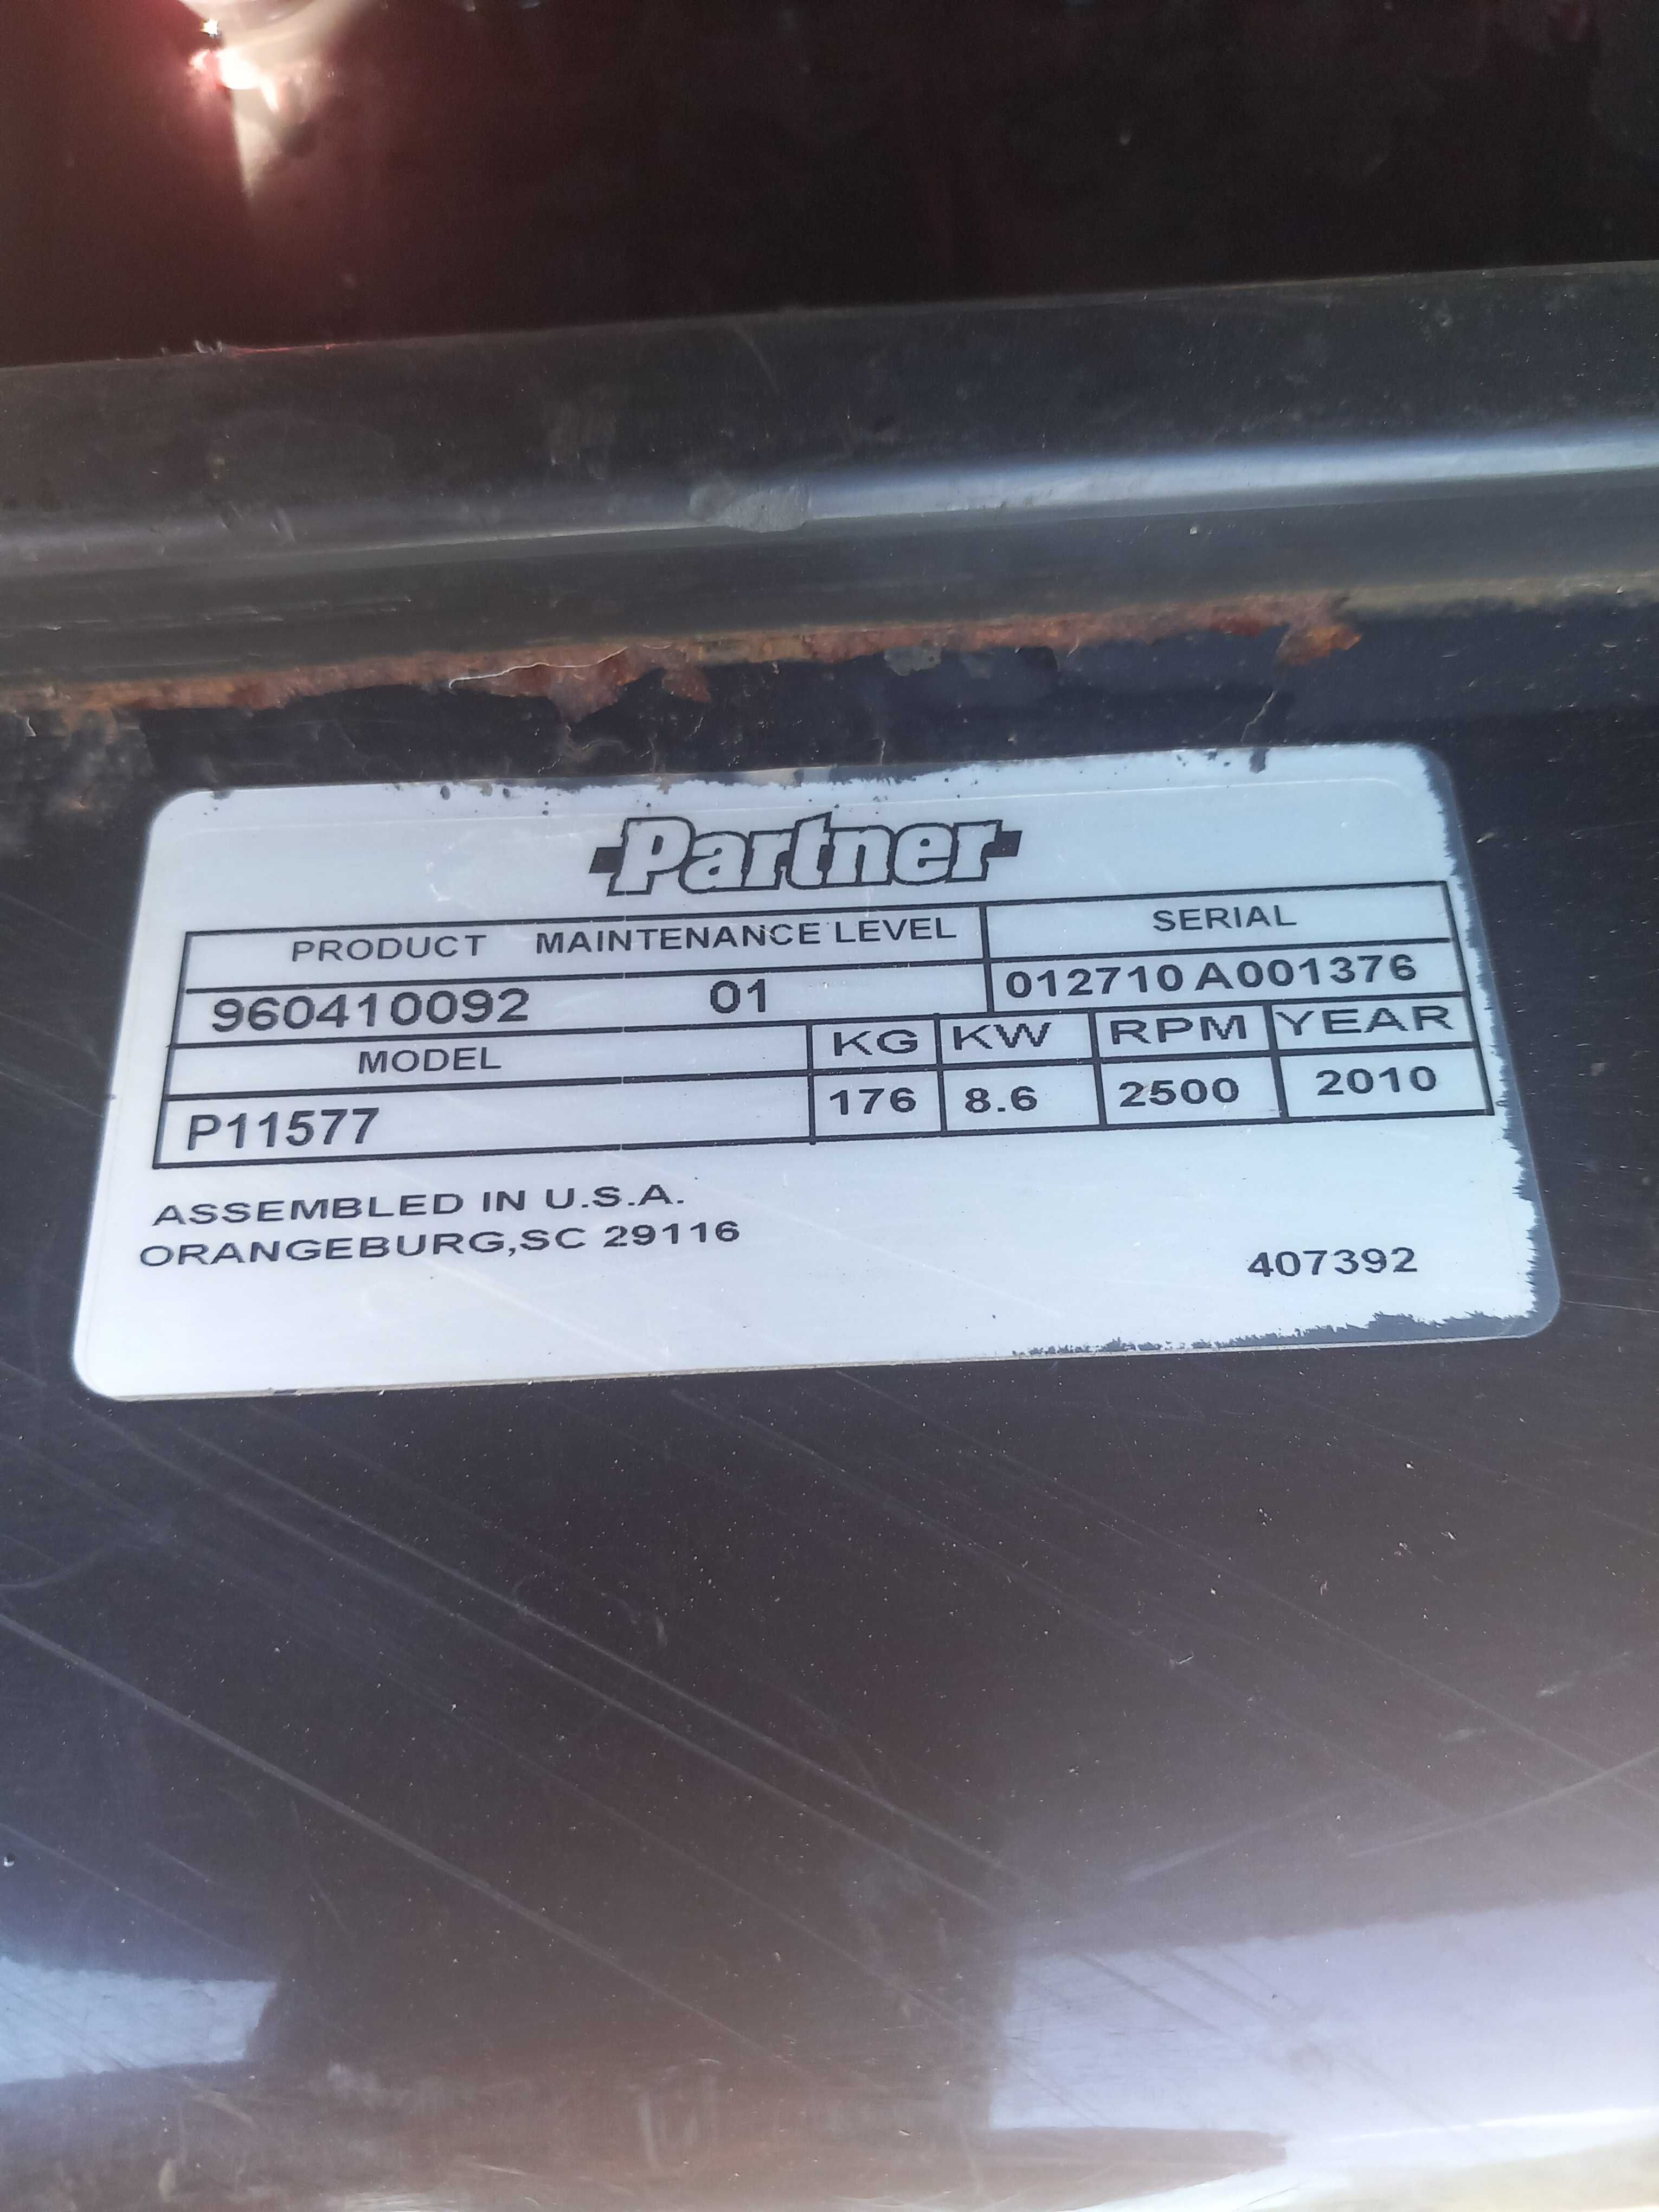 Partner
PRODUCT MAINTENANCE LEVEL SERIAL
960410092 01 012710 A001376
MODEL KG KW RPM YEAR
P11577 176 8.6 2500 2010
ASSEMBLED IN U.S.A.
ORANGEBURG,SC 29116
407392